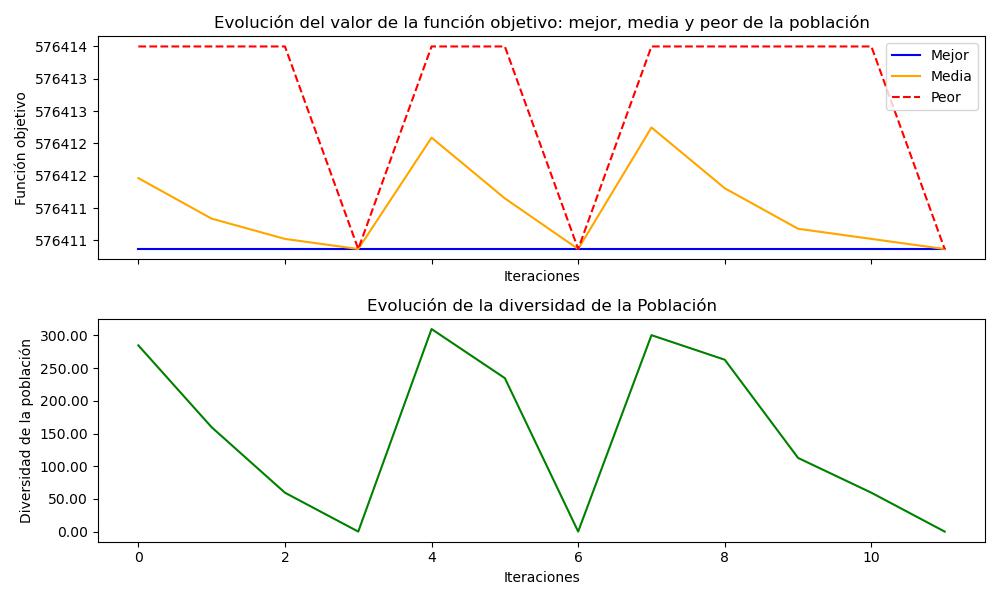 Evolución del valor de la función objetivo: mejor, media y peor de la población
576414
576413
576413
576412
576412
576411
576411
Función objetivo
Mejor
Media
Peor
Iteraciones
Evolución de la diversidad de la Población
300.00
250.00
200.00
150.00
100.00
50.00
0.00
Diversidad de la población
0 2 4 6 8 10
Iteraciones